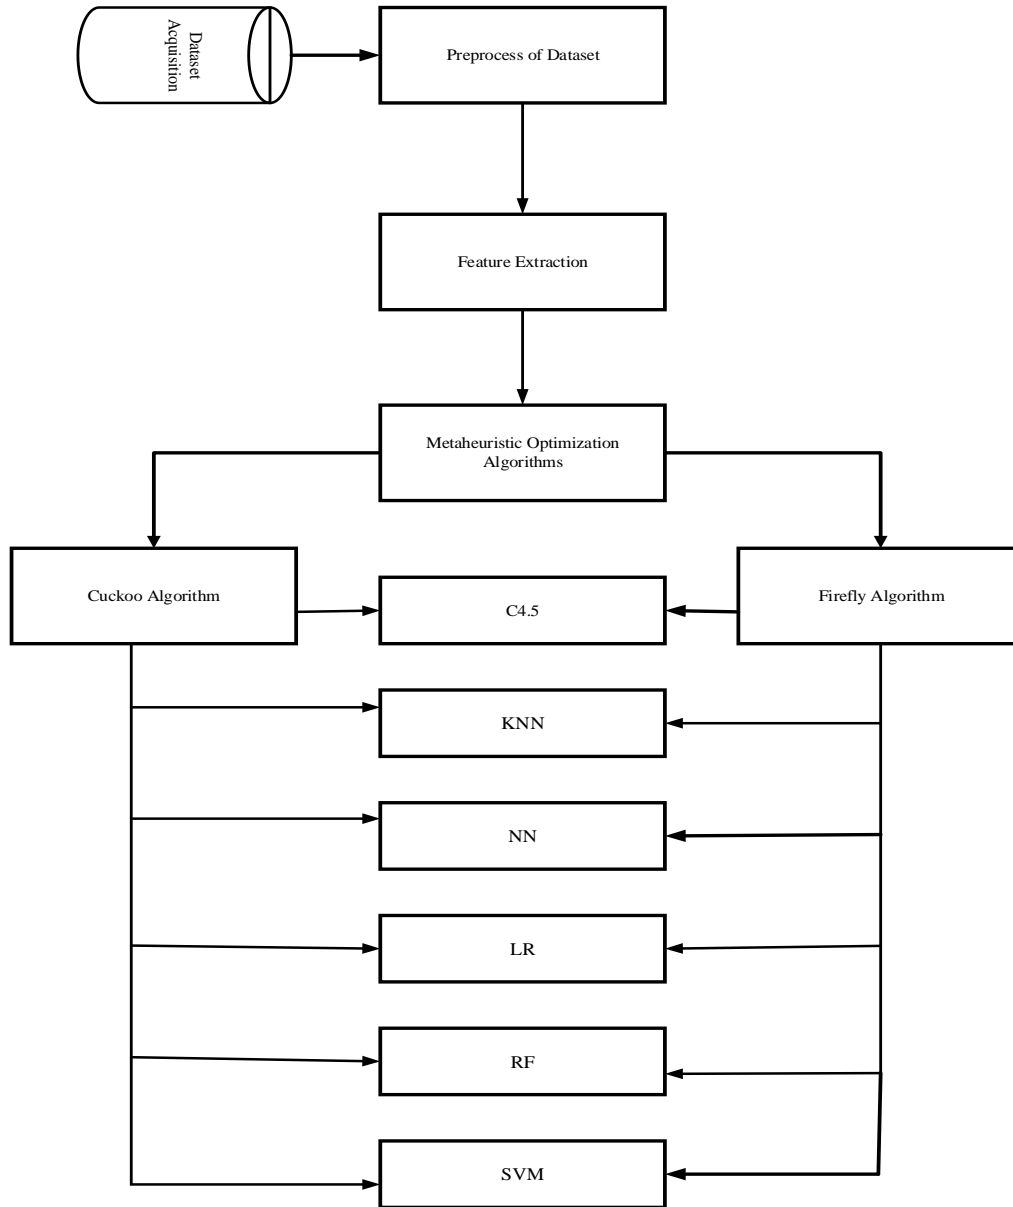 Dataset
Acquisition
Preprocess of Dataset
Feature Extraction
Metaheuristic Optimization
Algorithms
Cuckoo Algorithm
C4.5
Firefly Algorithm
KNN
NN
LR
RF
SVM